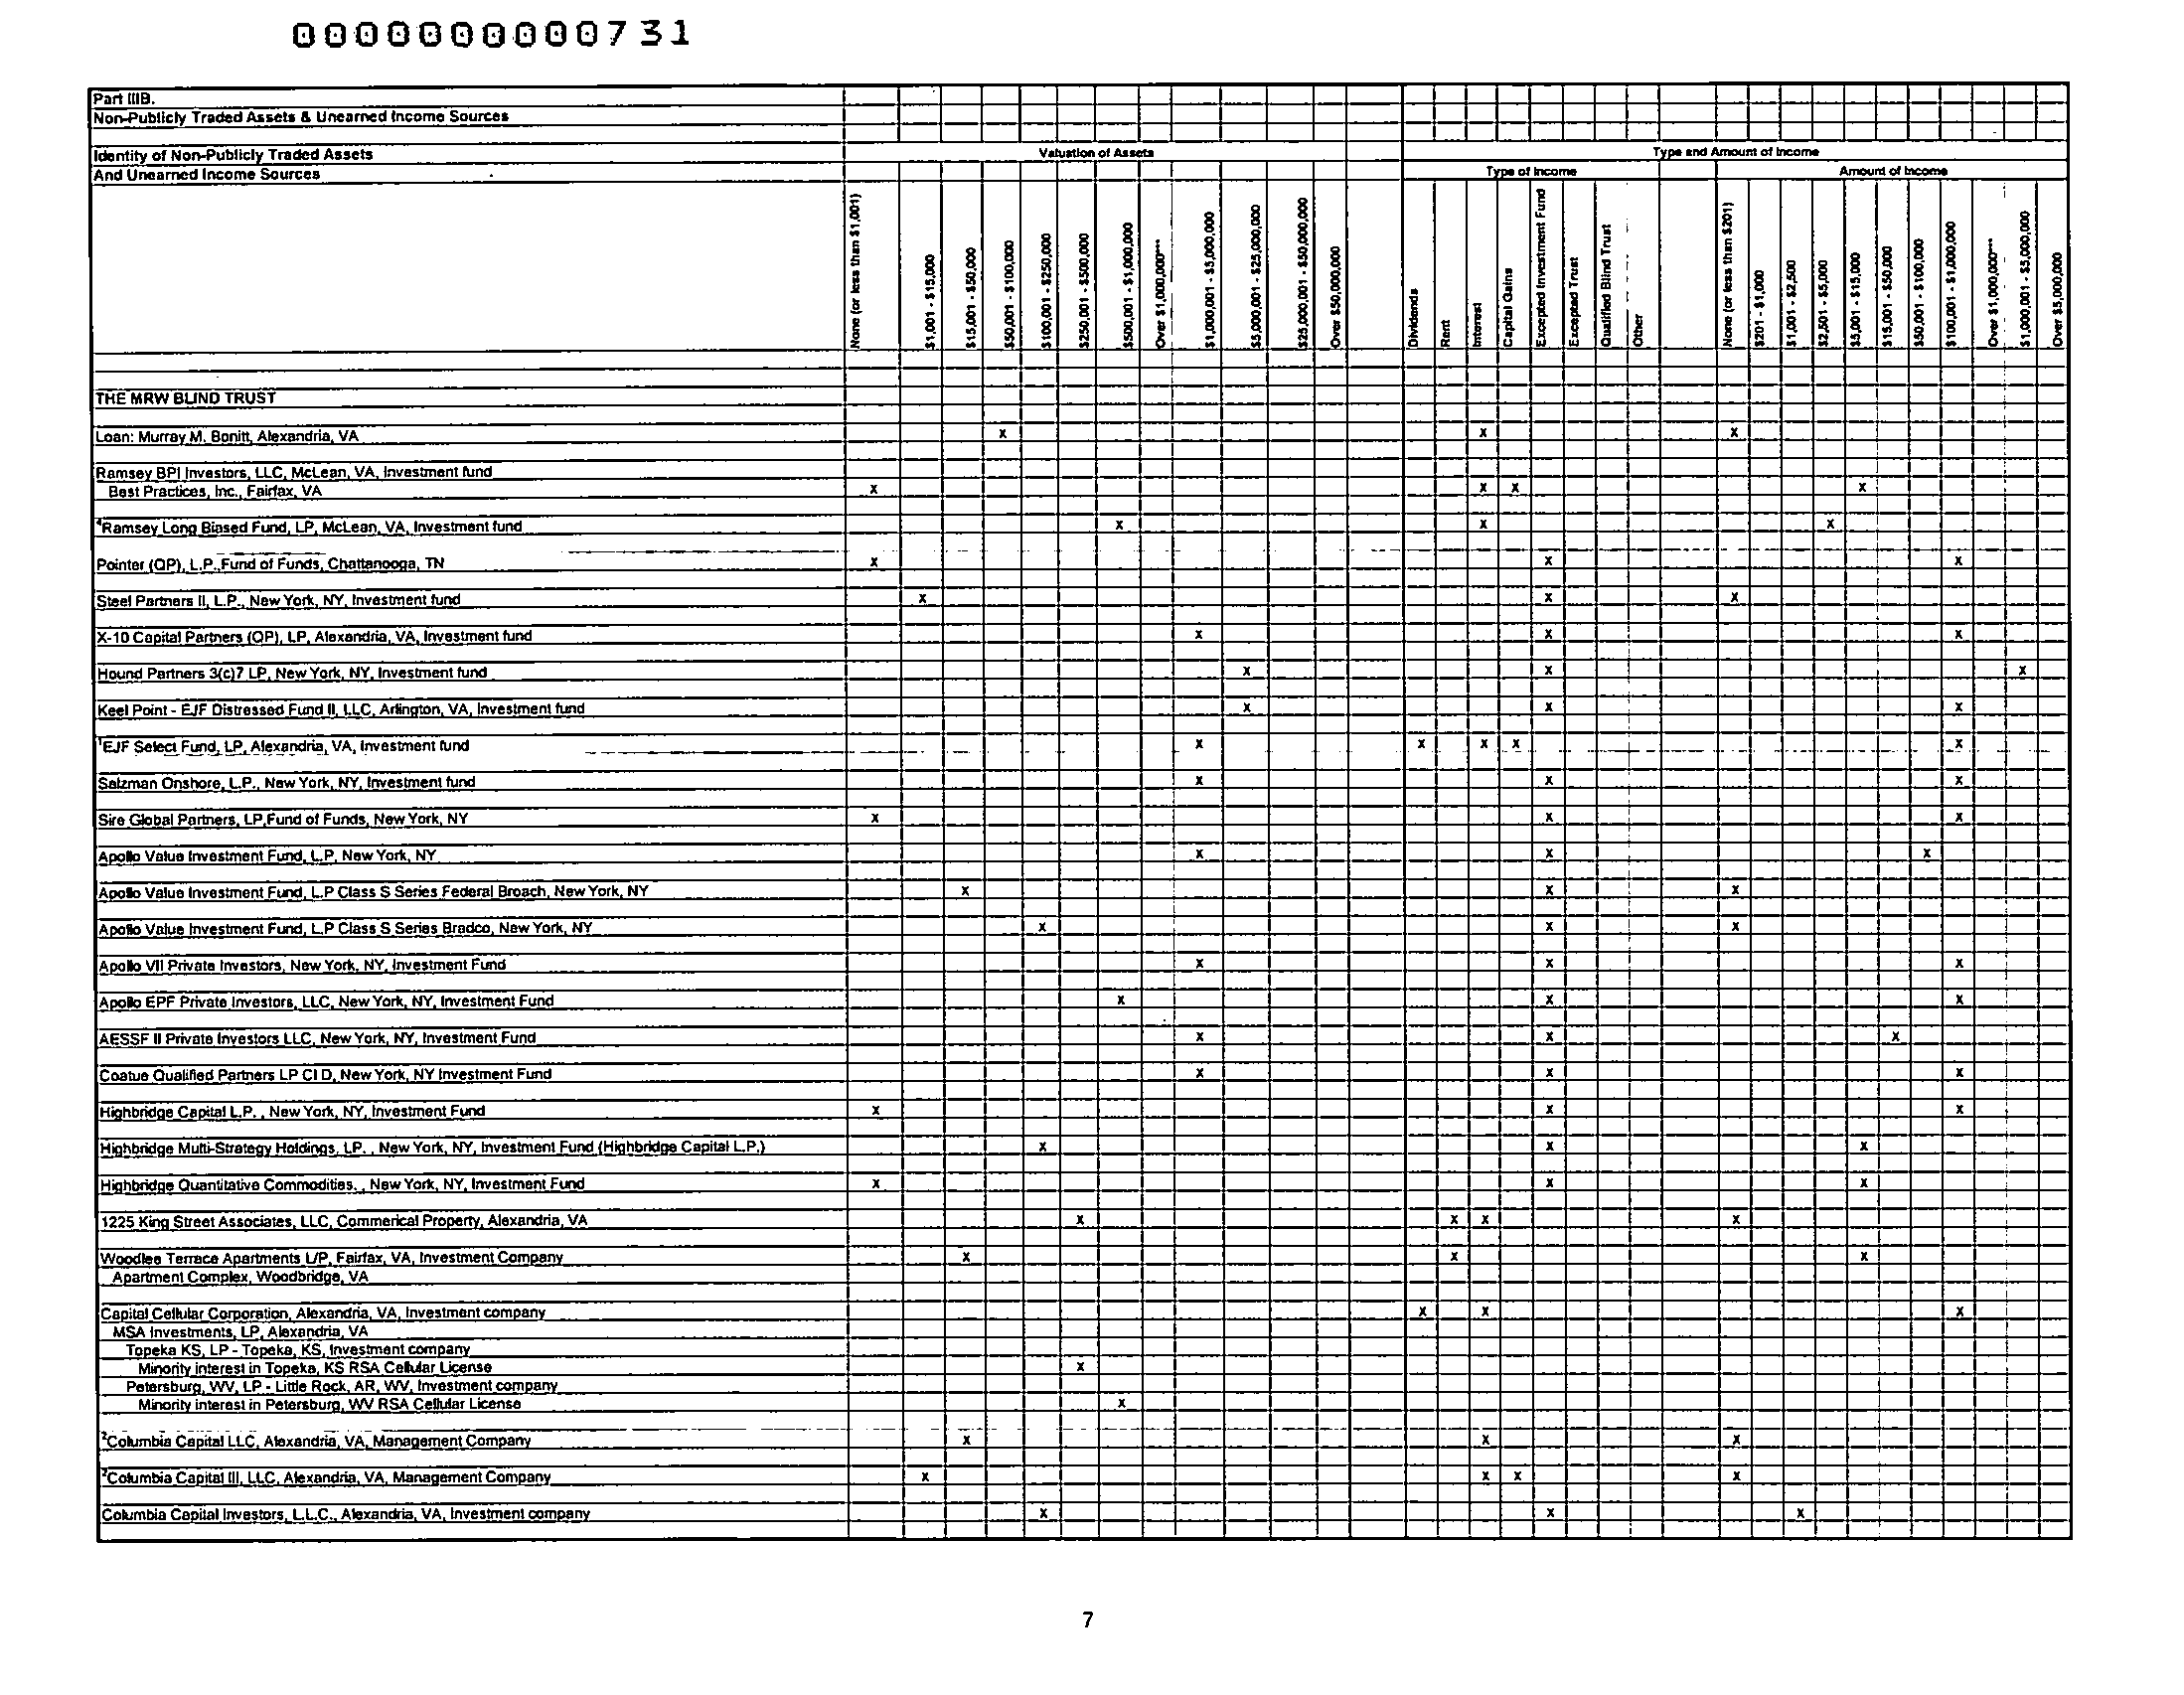 0000000000731
Part IIIB.
Non-Publicly Traded Assets & Unearned Income Sources
Identity of Non-Publicly Traded Assets Valuation of Assets Type and Amount of Income
And Unearned Income Sources Type of Income Amount of Income
None (or less than $1,001) $1,001 - $15,000 $15,001 - $50,000 $50,001 - $100,000 $100,001 - $250,000 $250,001 - $500,000 $500,001 - $1,000,000 Over $1,000,000*** $1,000,001 - $5,000,000 $5,000,001 - $25,000,000 $25,000,001 - $50,000,000 Over $50,000,000 Dividends Rent Interest Capital Gains Excepted Investment Fund Excepted Trust Qualified Blind Trust Other None (or less than $201) $201 - $1,000 $1,001 - $2,500 $2,501 - $5,000 $5,001 - $15,000 $15,001 - $50,000 $50,001 - $100,000 $100,001 - $1,000,000 Over $1,000,000*** $1,000,001 - $5,000,000 Over $5,000,000
THE MRW BLIND TRUST
Loan: Murray M. Bonitt, Alexandria, VA x x x
Ramsey BPI Investors, LLC, McLean, VA, Investment fund
Best Practices, Inc., Fairfax, VA x x x x
⁴Ramsey Long Biased Fund, LP, McLean, VA, Investment fund x x x
Pointer (QP), L.P.,Fund of Funds, Chattanooga, TN x x x
Steel Partners II, L.P., New York, NY, Investment fund x x x
X-10 Capital Partners (QP), LP, Alexandria, VA, Investment fund x x x
Hound Partners 3(c)7 LP, New York, NY, Investment fund x x x
Keel Point - EJF Distressed Fund II, LLC, Arlington, VA, Investment fund x x x
¹EJF Select Fund, LP, Alexandria, VA, Investment fund x x x x x
Salzman Onshore, L.P., New York, NY, Investment fund x x x
Sire Global Partners, LP,Fund of Funds, New York, NY x x x
Apollo Value Investment Fund, L.P, New York, NY x x x
Apollo Value Investment Fund, L.P Class S Series Federal Broach, New York, NY x x x
Apollo Value Investment Fund, L.P Class S Series Bradco, New York, NY x x x
Apollo VII Private Investors, New York, NY, Investment Fund x x x
Apollo EPF Private Investors, LLC, New York, NY, Investment Fund x x x
AESSF II Private Investors LLC, New York, NY, Investment Fund x x x
Coatue Qualified Partners LP Cl D, New York, NY Investment Fund x x x
Highbridge Capital L.P. , New York, NY, Investment Fund x x x
Highbridge Multi-Strategy Holdings, LP. , New York, NY, Investment Fund (Highbridge Capital L.P.) x x x
Highbridge Quantitative Commodities. , New York, NY, Investment Fund x x x
1225 King Street Associates, LLC, Commerical Property, Alexandria, VA x x x x
Woodlee Terrace Apartments L/P, Fairfax, VA, Investment Company x x x
Apartment Complex, Woodbridge, VA
Capital Cellular Corporation, Alexandria, VA, Investment company x x x
MSA Investments, LP, Alexandria, VA
Topeka KS, LP - Topeka, KS, Investment company
Minority interest in Topeka, KS RSA Cellular License x
Petersburg, WV, LP - Little Rock, AR, WV, Investment company
Minority interest in Petersburg, WV RSA Cellular License x
²Columbia Capital LLC, Alexandria, VA, Management Company x x x
Columbia Capital III, LLC, Alexandria, VA, Management Company x x x x
Columbia Capital Investors, L.L.C., Alexandria, VA, Investment company x x x
7